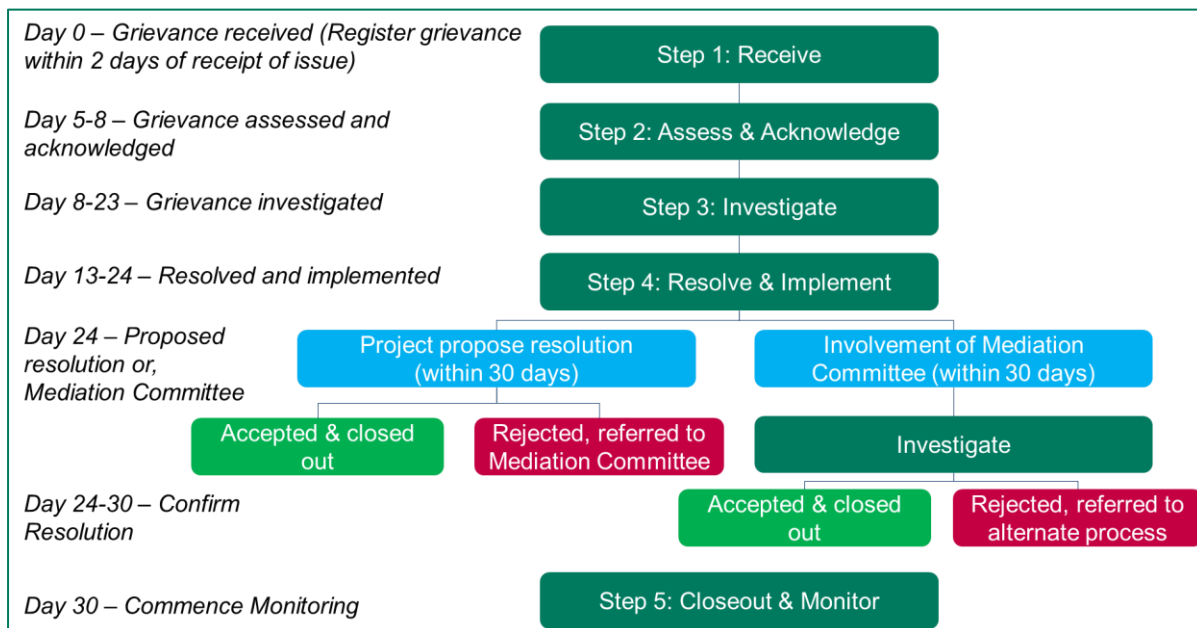 Day 0 – Grievance received (Register grievance
within 2 days of receipt of issue)
Step 1: Receive
Day 5-8 – Grievance assessed and
acknowledged
Step 2: Assess & Acknowledge
Day 8-23 – Grievance investigated
Step 3: Investigate
Day 13-24 – Resolved and implemented
Step 4: Resolve & Implement
Day 24 – Proposed
resolution or,
Mediation Committee
Project propose resolution
(within 30 days)
Involvement of Mediation
Committee (within 30 days)
Accepted & closed
out
Rejected, referred to
Mediation Committee
Investigate
Day 24-30 – Confirm
Resolution
Accepted & closed
out
Rejected, referred to
alternate process
Day 30 – Commence Monitoring
Step 5: Closeout & Monitor